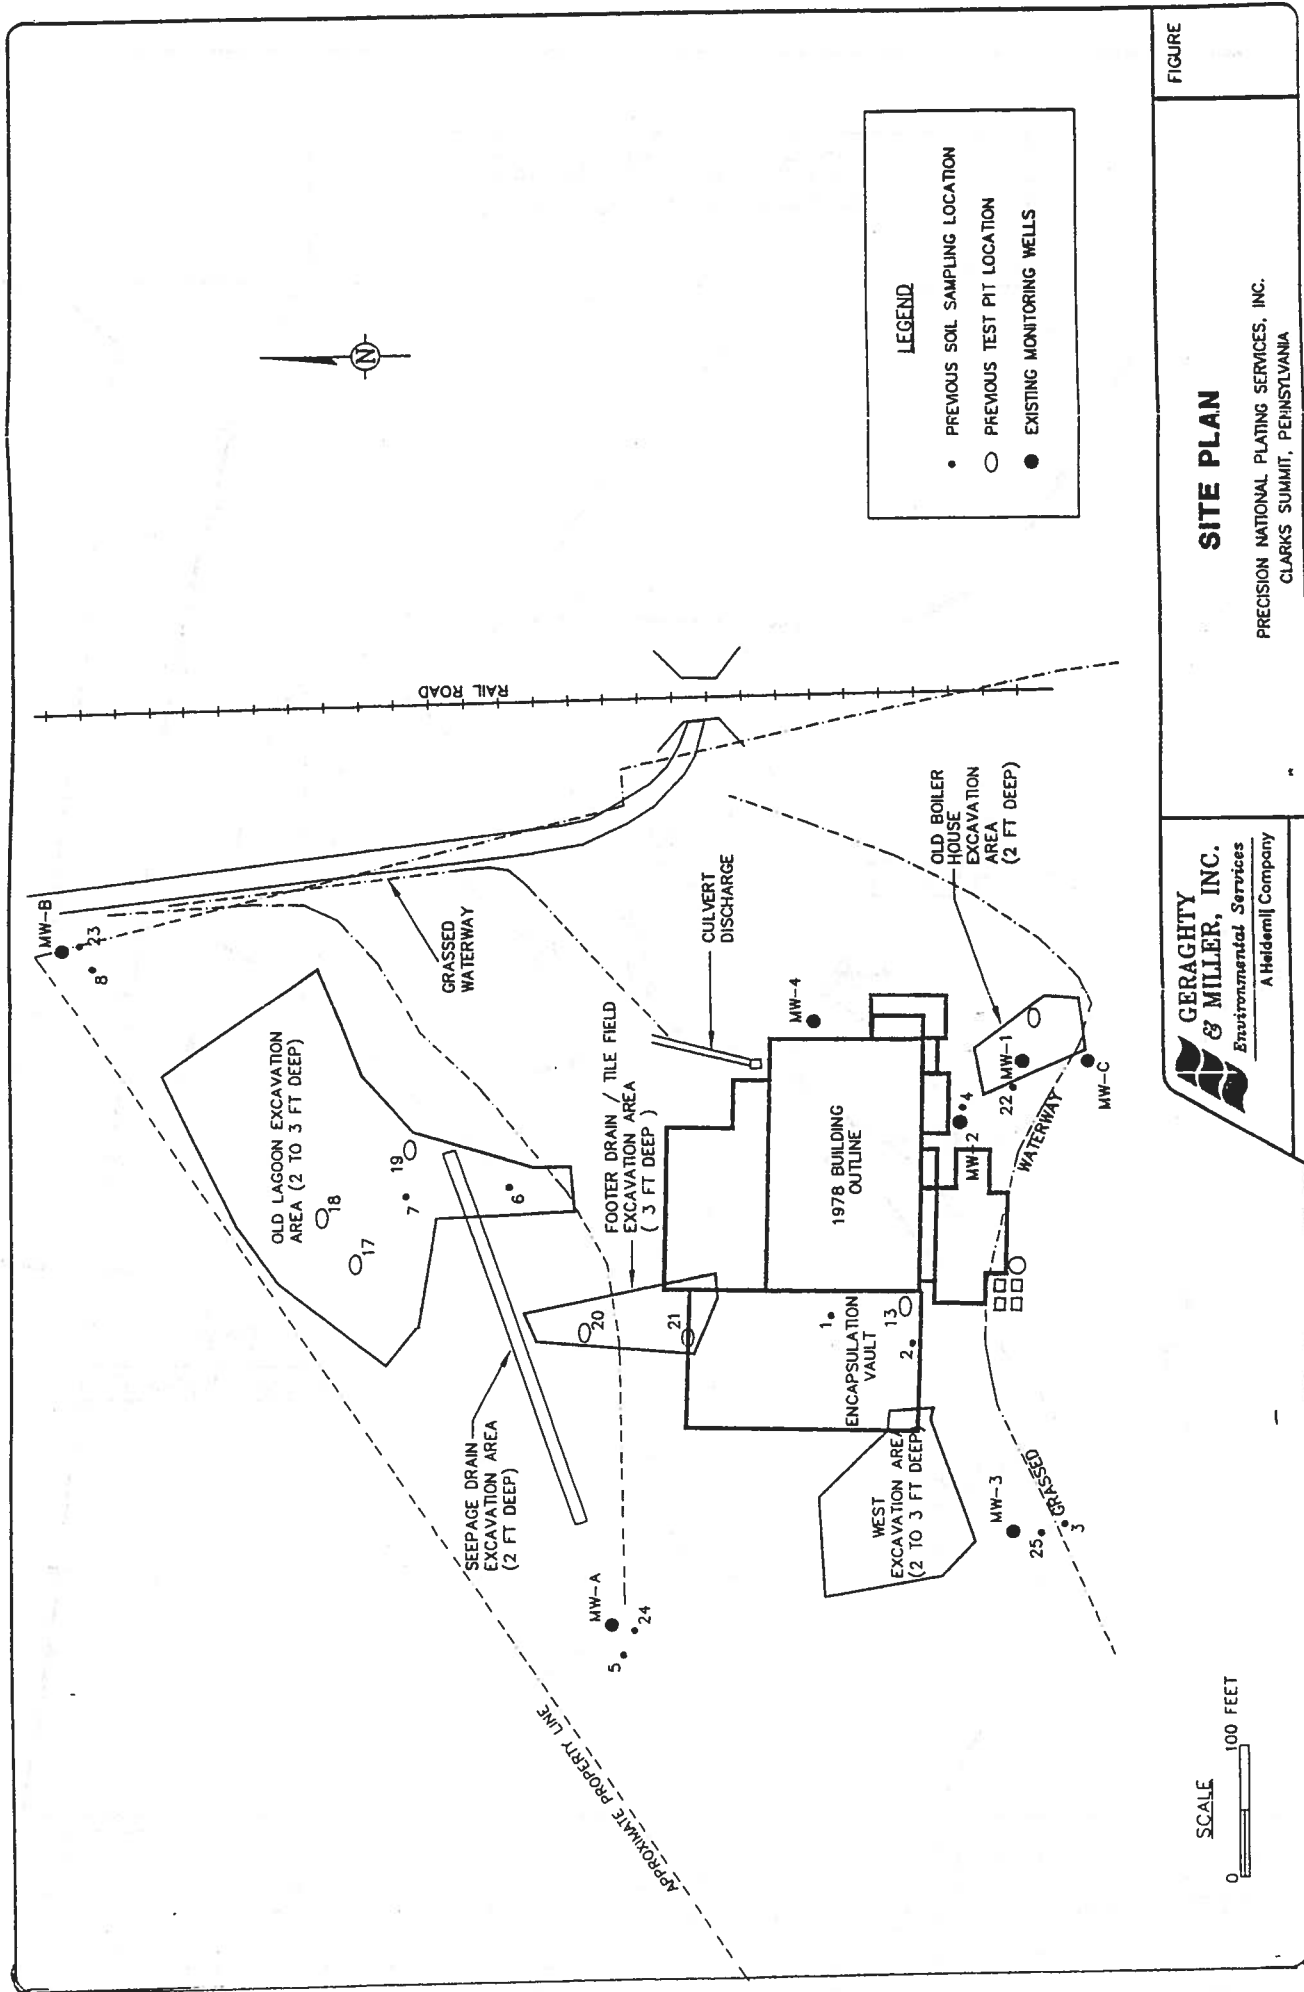 MW-B
23
8
OLD LAGOON EXCAVATION
AREA (2 TO 3 FT DEEP)
18
17
19
7
6
GRASSED
WATERWAY
RAIL ROAD
CULVERT
DISCHARGE
FOOTER DRAIN / TILE FIELD
EXCAVATION AREA
( 3 FT DEEP )
20
21
SEEPAGE DRAIN
EXCAVATION AREA
(2 FT DEEP)
APPROXIMATE PROPERTY LINE
MW-A
5
24
MW-4
1978 BUILDING
OUTLINE
ENCAPSULATION
VAULT
1
2
13
WEST
EXCAVATION AREA
(2 TO 3 FT DEEP)
OLD BOILER
HOUSE
EXCAVATION
AREA
(2 FT DEEP)
MW-1
22
4
MW-2
MW-C
GRASSED
WATERWAY
MW-3
25
3
N
LEGEND
PREVIOUS SOIL SAMPLING LOCATION
PREVIOUS TEST PIT LOCATION
EXISTING MONITORING WELLS
SCALE
0
100 FEET
GERAGHTY
& MILLER, INC.
Environmental Services
A Heidemij Company
SITE PLAN
PRECISION NATIONAL PLATING SERVICES, INC.
CLARKS SUMMIT, PENNSYLVANIA
FIGURE